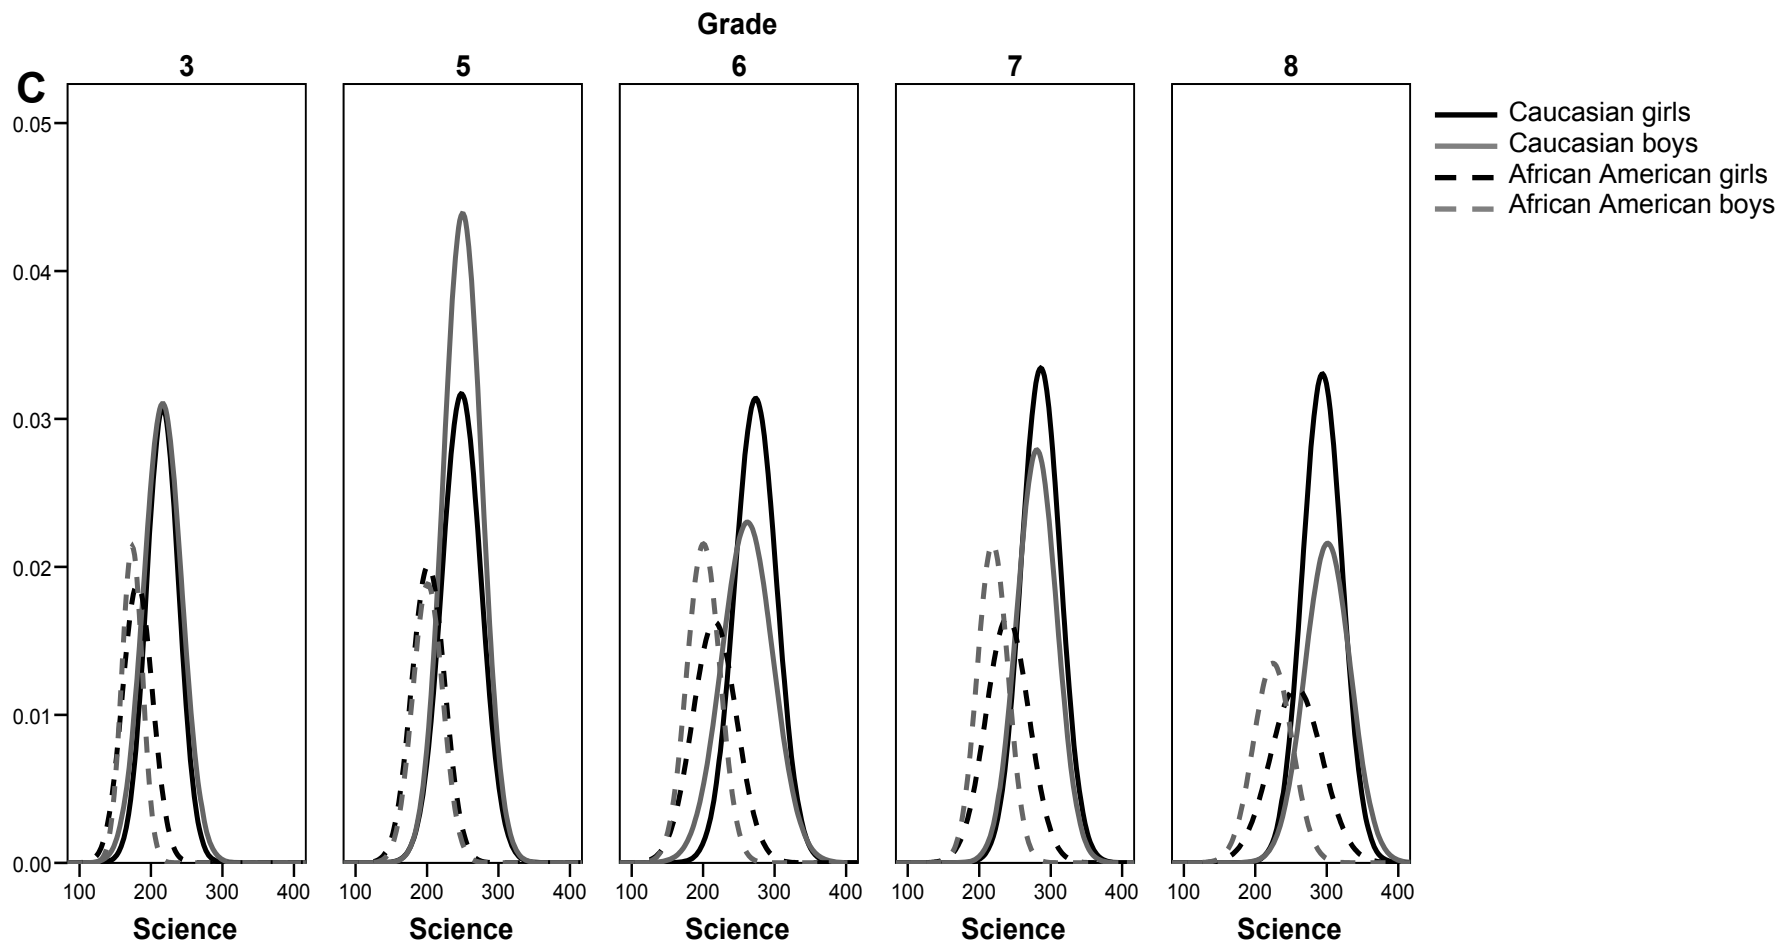 Grade
3 5 6 7 8
C
Caucasian girls
Caucasian boys
African American girls
African American boys
0.05
0.04
0.03
0.02
0.01
0.00
100 200 300 400 100 200 300 400 100 200 300 400 100 200 300 400 100 200 300 400
Science Science Science Science Science